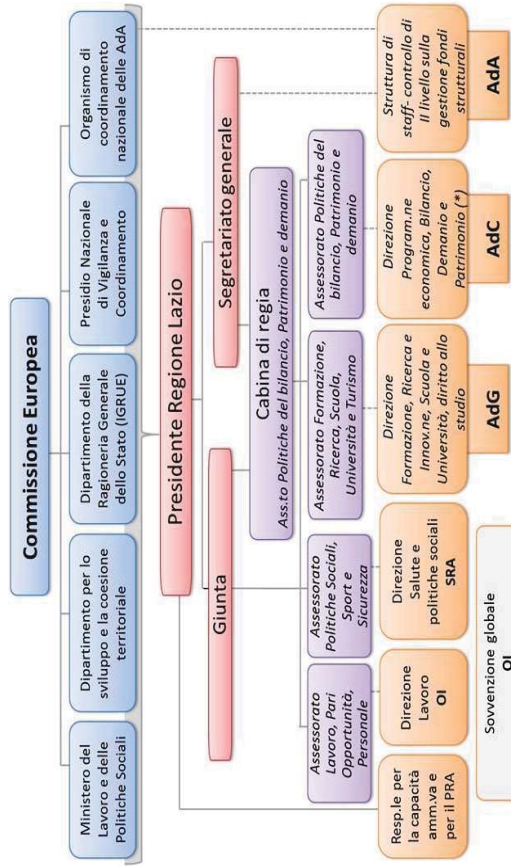 Commissione Europea
Ministero del
Lavoro e delle
Politiche Sociali
Dipartimento per lo
sviluppo e la coesione
territoriale
Dipartimento della
Ragioneria Generale
dello Stato (IGRUE)
Presidio Nazionale
di Vigilanza e
Coordinamento
Organismo di
coordinamento
nazionale delle AdA
Presidente Regione Lazio
Giunta
Segretariato generale
Cabina di regia
Ass.to Politiche del bilancio, Patrimonio e demanio
Assessorato
Lavoro, Pari
Opportunità,
Personale
Assessorato
Politiche Sociali,
Sport e
Sicurezza
Assessorato Formazione,
Ricerca, Scuola,
Università e Turismo
Assessorato Politiche del
bilancio, Patrimonio e
demanio
Resp.le per
la capacità
amm.va e
per il PRA
Direzione
Lavoro
OI
Direzione
Salute e
politiche sociali
SRA
Direzione
Formazione, Ricerca e
Innov.ne, Scuola e
Università, diritto allo
studio
Direzione
Program.ne
economica, Bilancio,
Demanio e
Patrimonio (*)
Struttura di
staff- controllo di
II livello sulla
gestione fondi
strutturali
AdG
AdC
AdA
Sovvenzione globale
OI